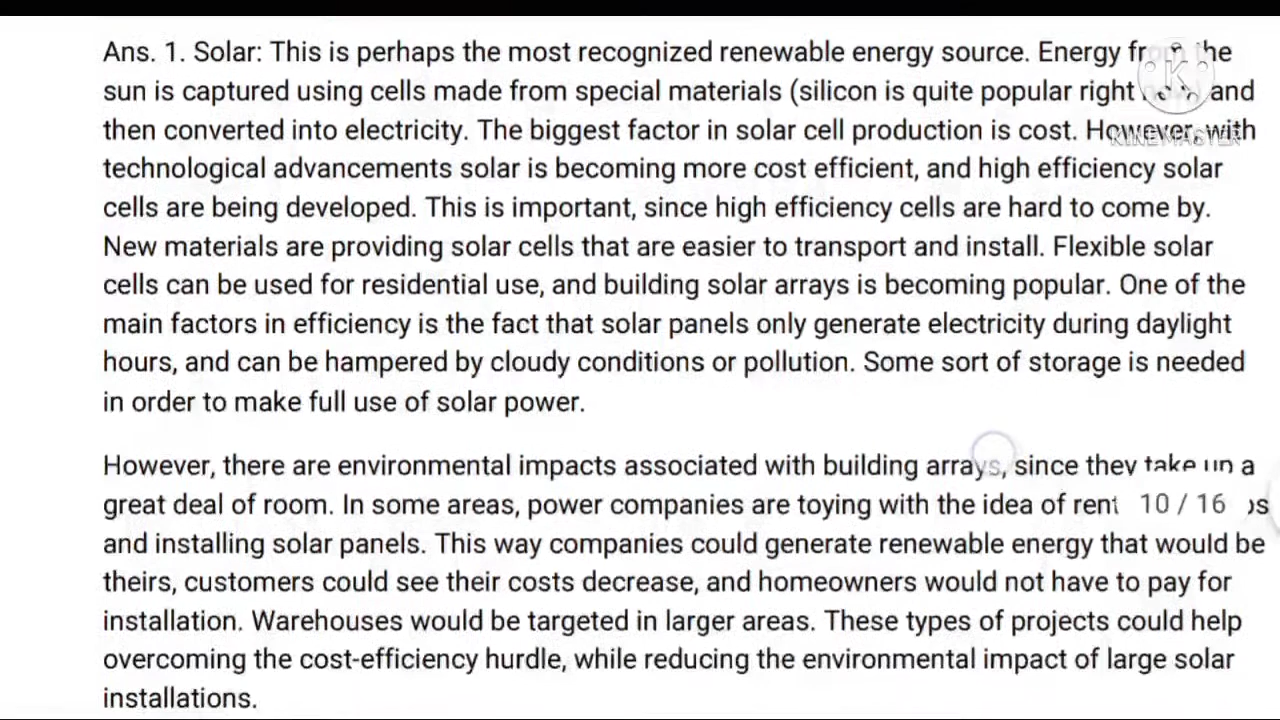 Ans. 1. Solar: This is perhaps the most recognized renewable energy source. Energy from the
sun is captured using cells made from special materials (silicon is quite popular right and
then converted into electricity. The biggest factor in solar cell production is cost. However, with
KINEMASTER
technological advancements solar is becoming more cost efficient, and high efficiency solar
cells are being developed. This is important, since high efficiency cells are hard to come by.
New materials are providing solar cells that are easier to transport and install. Flexible solar
cells can be used for residential use, and building solar arrays is becoming popular. One of the
main factors in efficiency is the fact that solar panels only generate electricity during daylight
hours, and can be hampered by cloudy conditions or pollution. Some sort of storage is needed
in order to make full use of solar power.
However, there are environmental impacts associated with building arrays, since they take up a
great deal of room. In some areas, power companies are toying with the idea of 10 / 16
and installing solar panels. This way companies could generate renewable energy that would be
theirs, customers could see their costs decrease, and homeowners would not have to pay for
installation. Warehouses would be targeted in larger areas. These types of projects could help
overcoming the cost-efficiency hurdle, while reducing the environmental impact of large solar
installations.